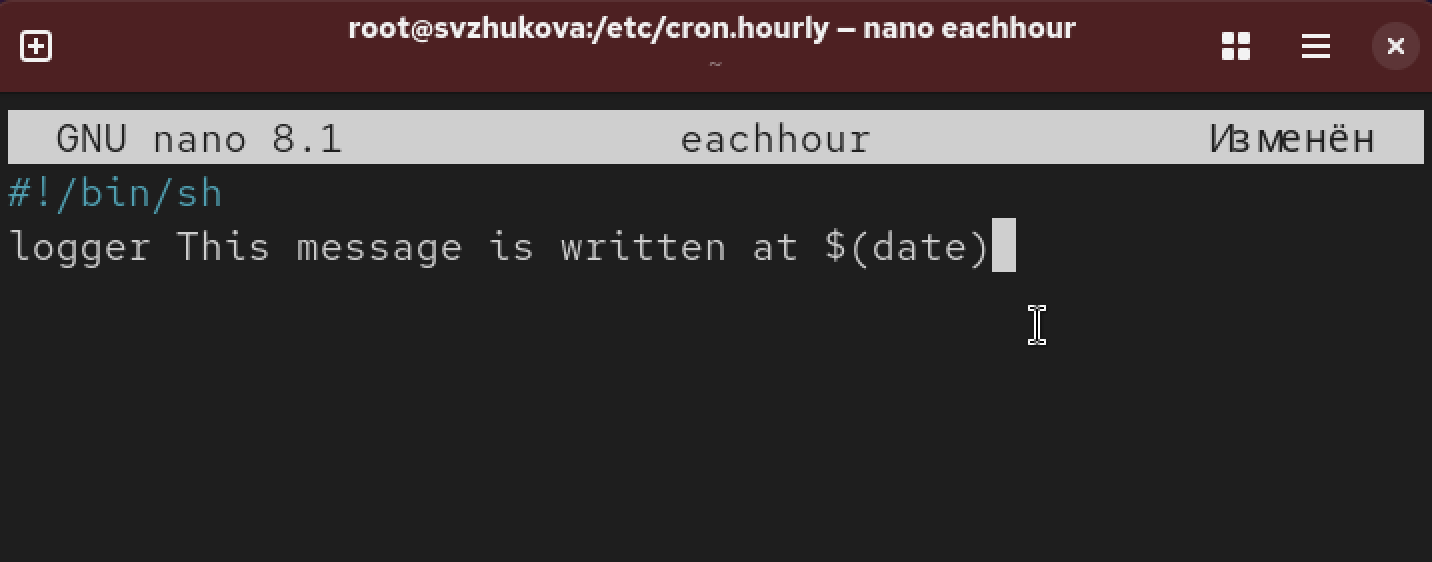 root@svzhukova:/etc/cron.hourly — nano eachhour
~
GNU nano 8.1 eachhour Изменён
#!/bin/sh
logger This message is written at $(date)